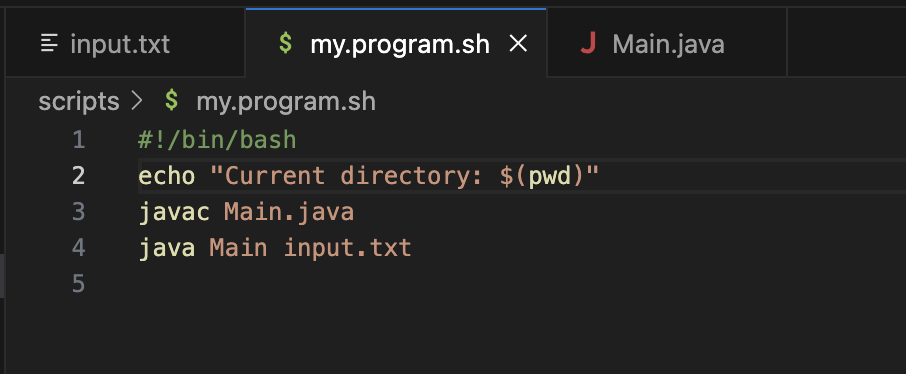 input.txt
$ my.program.sh ×
J Main.java
scripts > $ my.program.sh
1 #!/bin/bash
2 echo "Current directory: $(pwd)"
3 javac Main.java
4 java Main input.txt
5